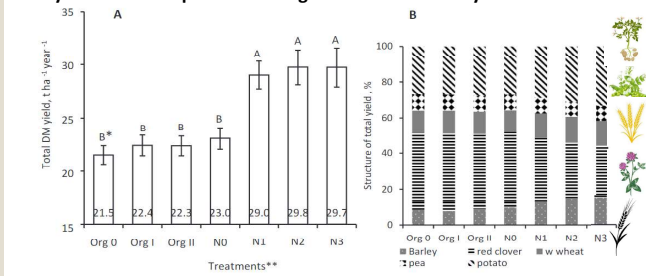 A
35
30
25
20
15
Total DM yield, t ha -1 year -1
B*
B
B
B
A
A
A
21.5
22.4
22.3
23.0
29.0
29.8
29.7
Org 0
Org I
Org II
N0
N1
N2
N3
Treatments**
B
100
80
60
40
20
0
Structure of total yield , %
Org 0
Org I
Org II
N0
N1
N2
N3
Barley
red clover
w wheat
pea
potato